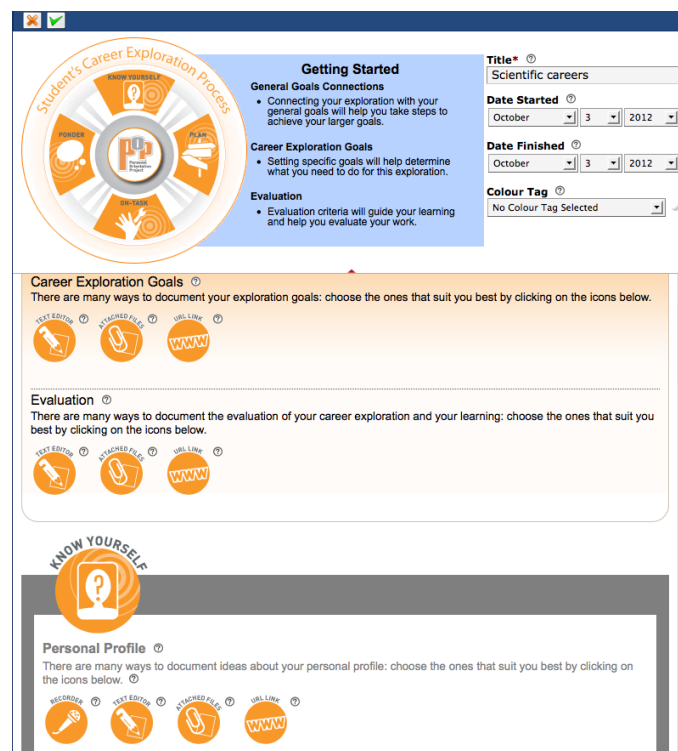 Student's Career Exploration Process
KNOW YOURSELF
PONDER
PLAN
ON-TASK
POP
Personal
Orientation
Project
Getting Started
General Goals Connections
• Connecting your exploration with your
general goals will help you take steps to
achieve your larger goals.
Career Exploration Goals
• Setting specific goals will help determine
what you need to do for this exploration.
Evaluation
• Evaluation criteria will guide your learning
and help you evaluate your work.
Title* ?
Scientific careers
Date Started ?
October 3 2012
Date Finished ?
October 3 2012
Colour Tag ?
No Colour Tag Selected
Career Exploration Goals ?
There are many ways to document your exploration goals: choose the ones that suit you best by clicking on the icons below.
TEXT EDITOR ? ATTACHED FILES ? URL LINK ?
WWW
Evaluation ?
There are many ways to document the evaluation of your career exploration and your learning: choose the ones that suit you
best by clicking on the icons below.
TEXT EDITOR ? ATTACHED FILES ? URL LINK ?
WWW
KNOW YOURSELF
?
Personal Profile ?
There are many ways to document ideas about your personal profile: choose the ones that suit you best by clicking on
the icons below. ?
RECORDER ? TEXT EDITOR ? ATTACHED FILES ? URL LINK ?
WWW